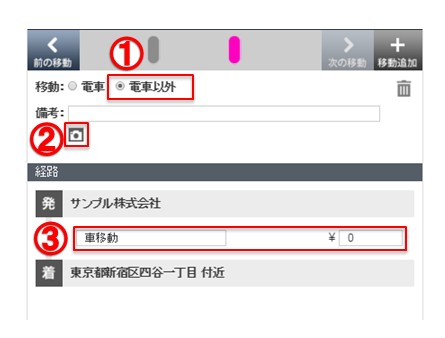 前の移動 ① 次の移動 移動追加
移動: 電車 電車以外
備考:
②
経路
発 サンプル株式会社
③ 車移動 ¥ 0
着 東京都新宿区四谷一丁目 付近